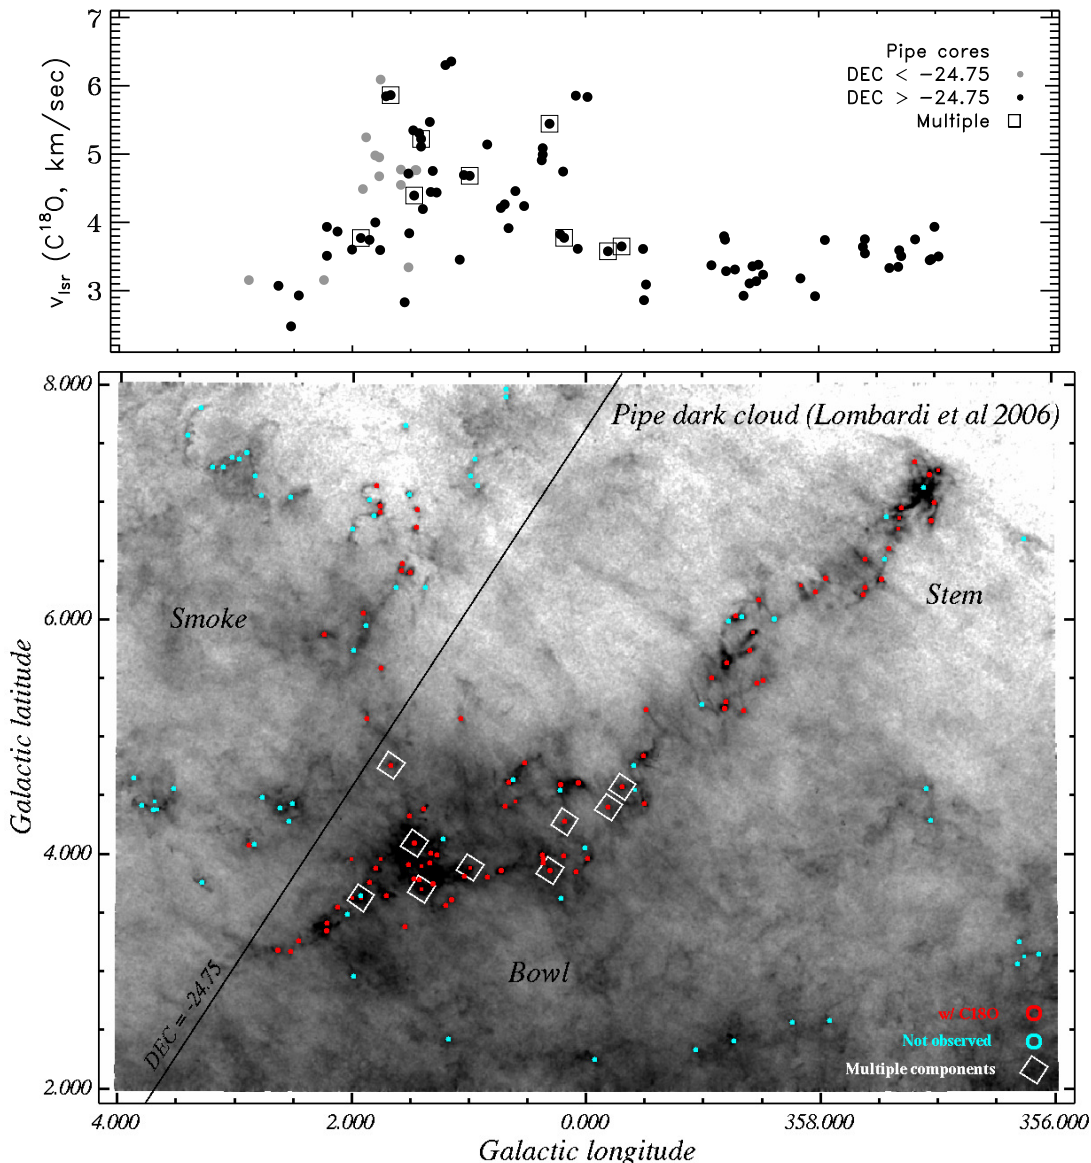 7
6
5
4
3
v_lsr (C^18O, km/sec)
Pipe cores
DEC < −24.75
DEC > −24.75
Multiple
8.000
6.000
4.000
2.000
Galactic latitude
Pipe dark cloud (Lombardi et al 2006)
Smoke
Stem
Bowl
DEC = -24.75
w/ C18O
Not observed
Multiple components
4.000 2.000 0.000 358.000 356.000
Galactic longitude